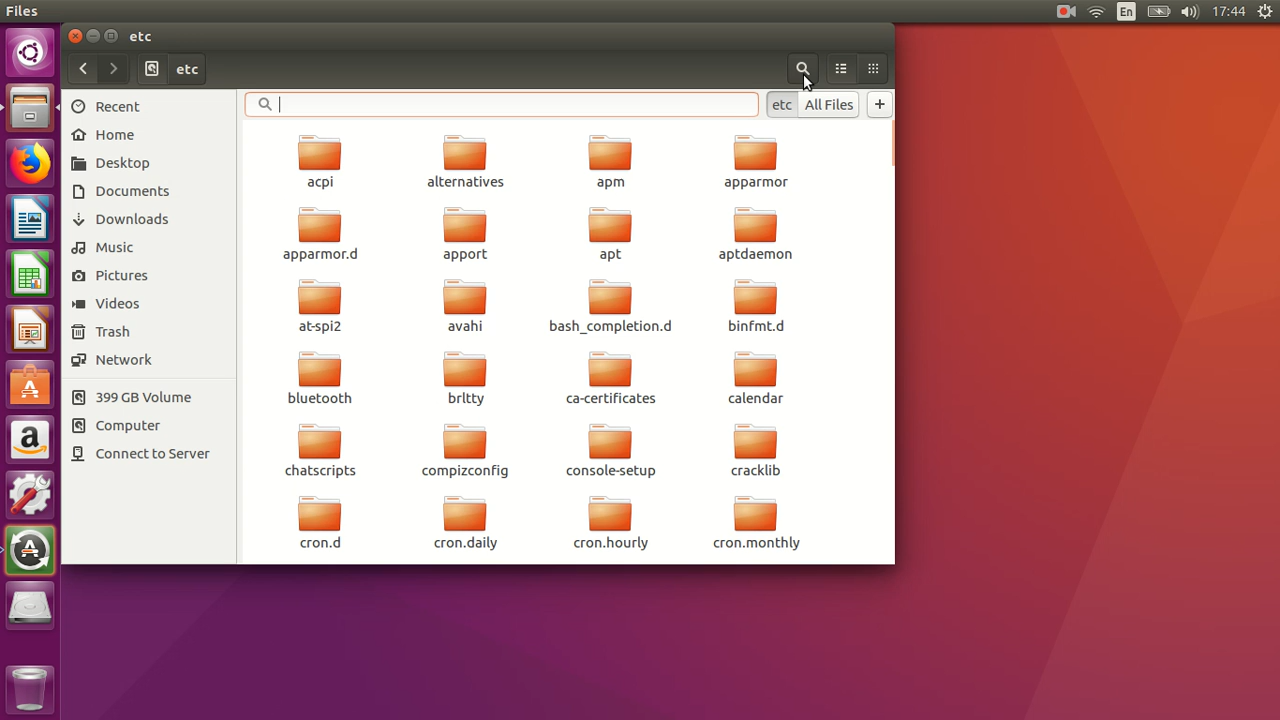 Files
En
17:44
etc
etc
etc All Files +
Recent
Home
Desktop
Documents
Downloads
Music
Pictures
Videos
Trash
Network
399 GB Volume
Computer
Connect to Server
acpi alternatives apm apparmor
apparmor.d apport apt aptdaemon
at-spi2 avahi bash_completion.d binfmt.d
bluetooth brltty ca-certificates calendar
chatscripts compizconfig console-setup cracklib
cron.d cron.daily cron.hourly cron.monthly